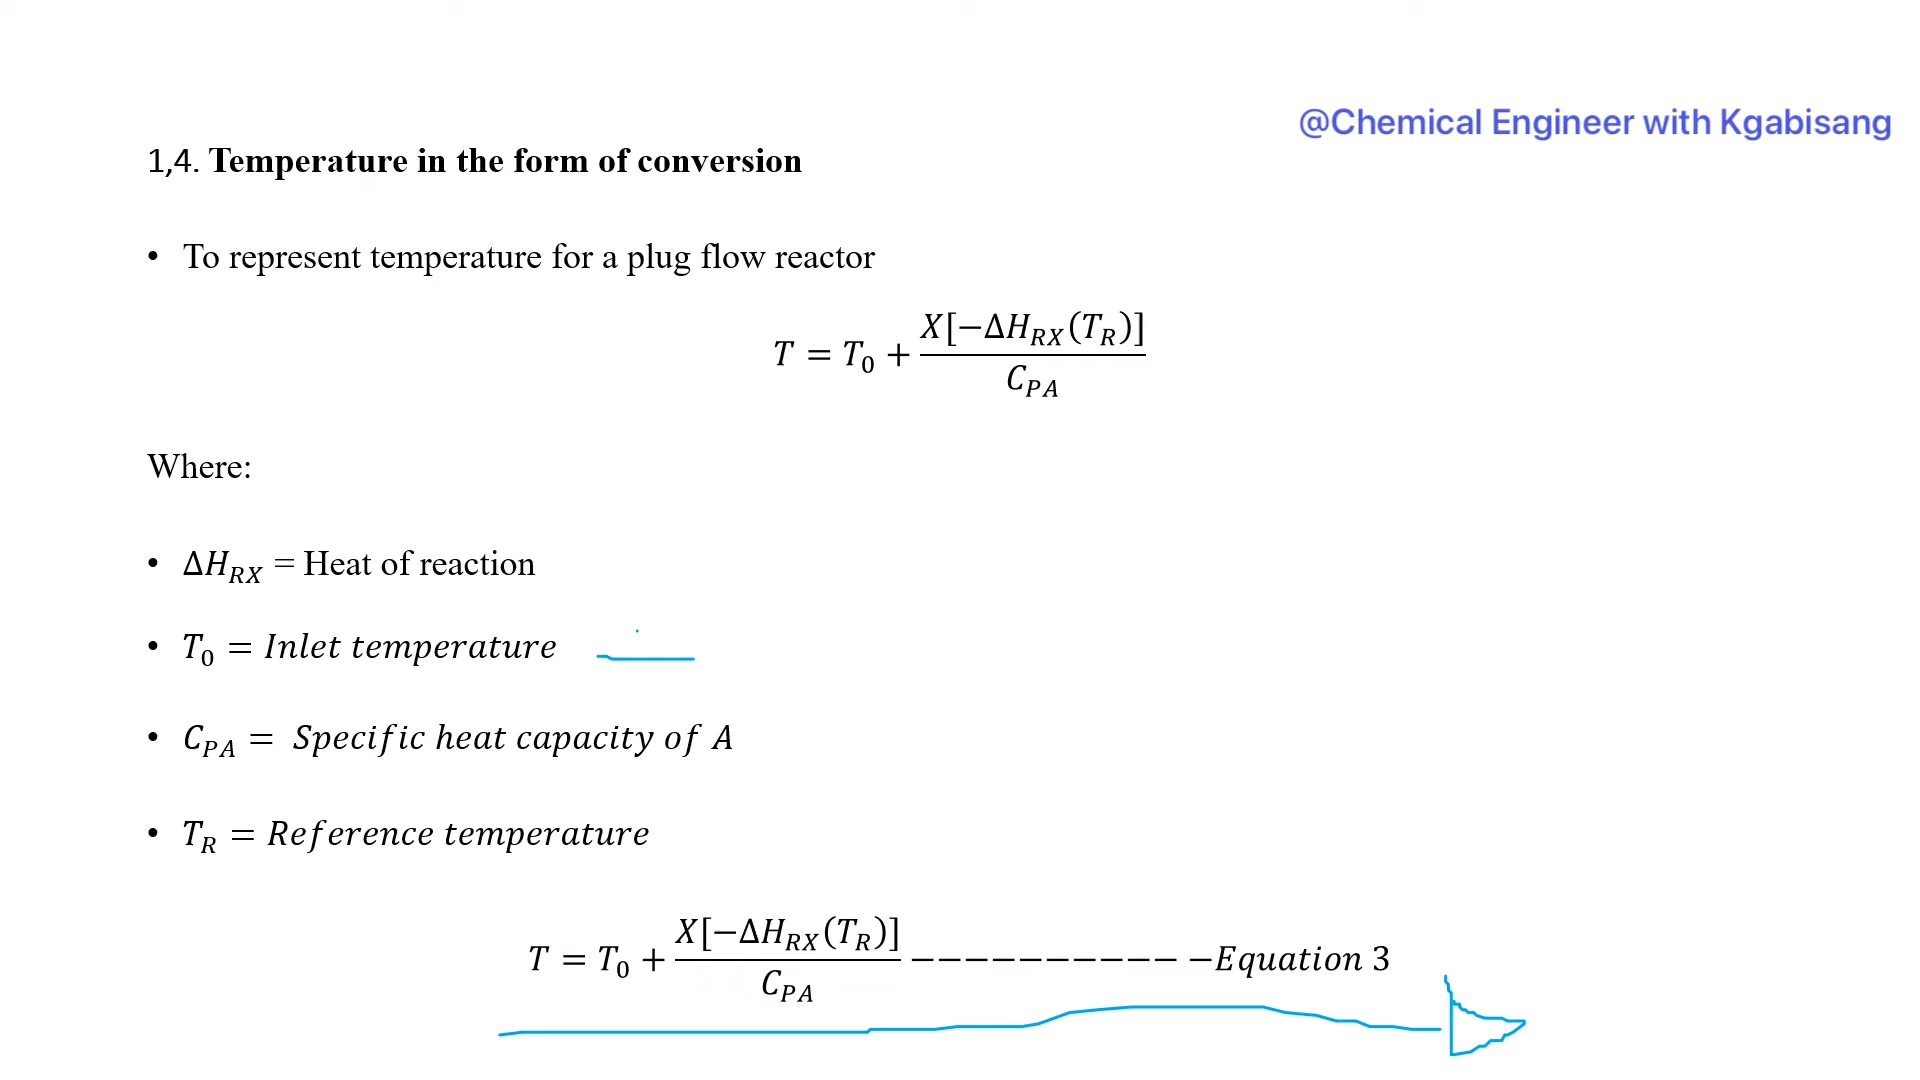 @Chemical Engineer with Kgabisang
1,4. Temperature in the form of conversion
• To represent temperature for a plug flow reactor
T = T₀ + X[−ΔH_RX(T_R)] / C_PA
Where:
• ΔH_RX = Heat of reaction
• T₀ = Inlet temperature
• C_PA = Specific heat capacity of A
• T_R = Reference temperature
T = T₀ + X[−ΔH_RX(T_R)] / C_PA −−−−−−−−−− −Equation 3